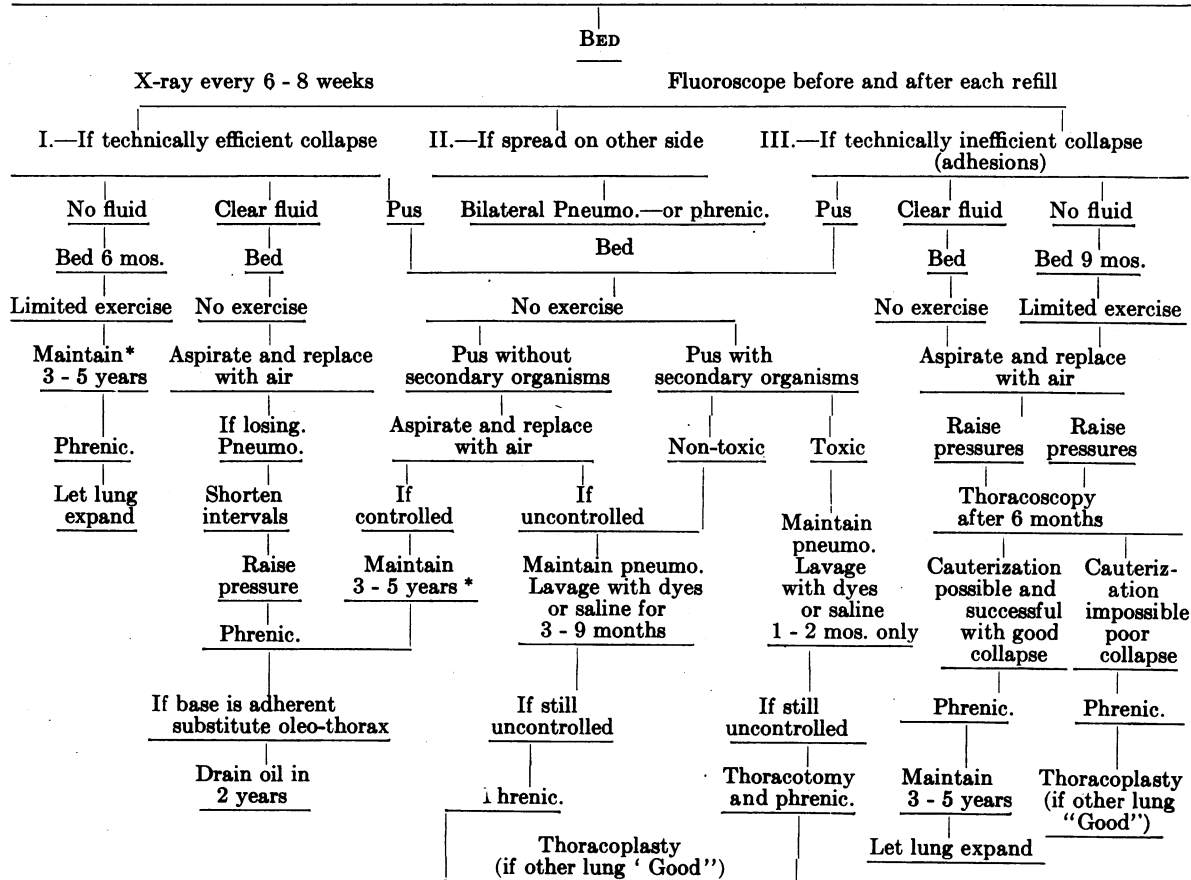 BED
X-ray every 6 - 8 weeks
Fluoroscope before and after each refill
I.—If technically efficient collapse
II.—If spread on other side
III.—If technically inefficient collapse
(adhesions)
No fluid
Clear fluid
Pus
Bilateral Pneumo.—or phrenic.
Pus
Clear fluid
No fluid
Bed 6 mos.
Bed
Bed
Bed
Bed 9 mos.
Limited exercise
No exercise
No exercise
No exercise
Limited exercise
Maintain*
3 - 5 years
Aspirate and replace
with air
Pus without
secondary organisms
Pus with
secondary organisms
Aspirate and replace
with air
Phrenic.
If losing.
Pneumo.
Aspirate and replace
with air
Non-toxic
Toxic
Raise
pressures
Raise
pressures
Let lung
expand
Shorten
intervals
If
controlled
If
uncontrolled
Maintain
pneumo.
Lavage
with dyes
or saline
1 - 2 mos. only
Thoracoscopy
after 6 months
Raise
pressure
Maintain
3 - 5 years *
Maintain pneumo.
Lavage with dyes
or saline for
3 - 9 months
Cauterization
possible and
successful
with good
collapse
Cauteriz-
ation
impossible
poor
collapse
Phrenic.
If base is adherent
substitute oleo-thorax
If still
uncontrolled
If still
uncontrolled
Phrenic.
Phrenic.
Drain oil in
2 years
hrenic.
Thoracotomy
and phrenic.
Maintain
3 - 5 years
Thoracoplasty
(if other lung
"Good")
Thoracoplasty
(if other lung ‘ Good")
Let lung expand